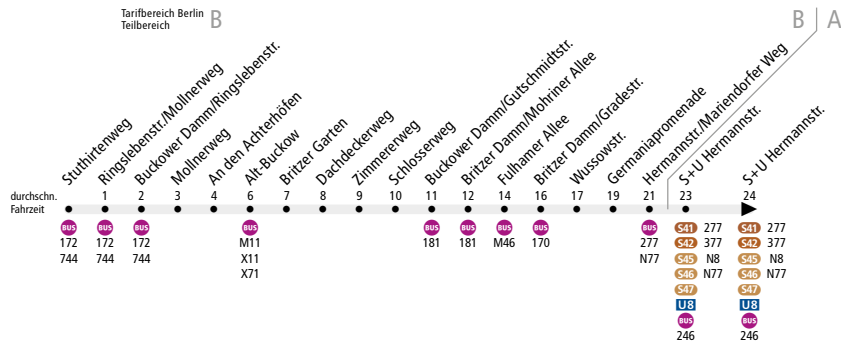 Tarifbereich Berlin
Teilbereich
B
B
A
Stuthirtenweg
Ringslebenstr./Mollnerweg
Buckower Damm/Ringslebenstr.
Mollnerweg
An den Achterhöfen
Alt-Buckow
Britzer Garten
Dachdeckerweg
Zimmererweg
Schlosserweg
Buckower Damm/Gutschmidtstr.
Britzer Damm/Mohriner Allee
Fulhamer Allee
Britzer Damm/Gradestr.
Wussowstr.
Germaniapromenade
Hermannstr./Mariendorfer Weg
S+U Hermannstr.
S+U Hermannstr.
durchschn. 1 2 3 4 6 7 8 9 10 11 12 14 16 17 19 21 23 24
Fahrzeit
BUS BUS BUS BUS BUS BUS BUS BUS BUS S41 277 S41 277
172 172 172 M11 181 181 M46 170 277 S42 377 S42 377
744 744 744 X11 N77 S45 N8 S45 N8
X71 S46 N77 S46 N77
S47 S47
U8 U8
BUS BUS
246 246